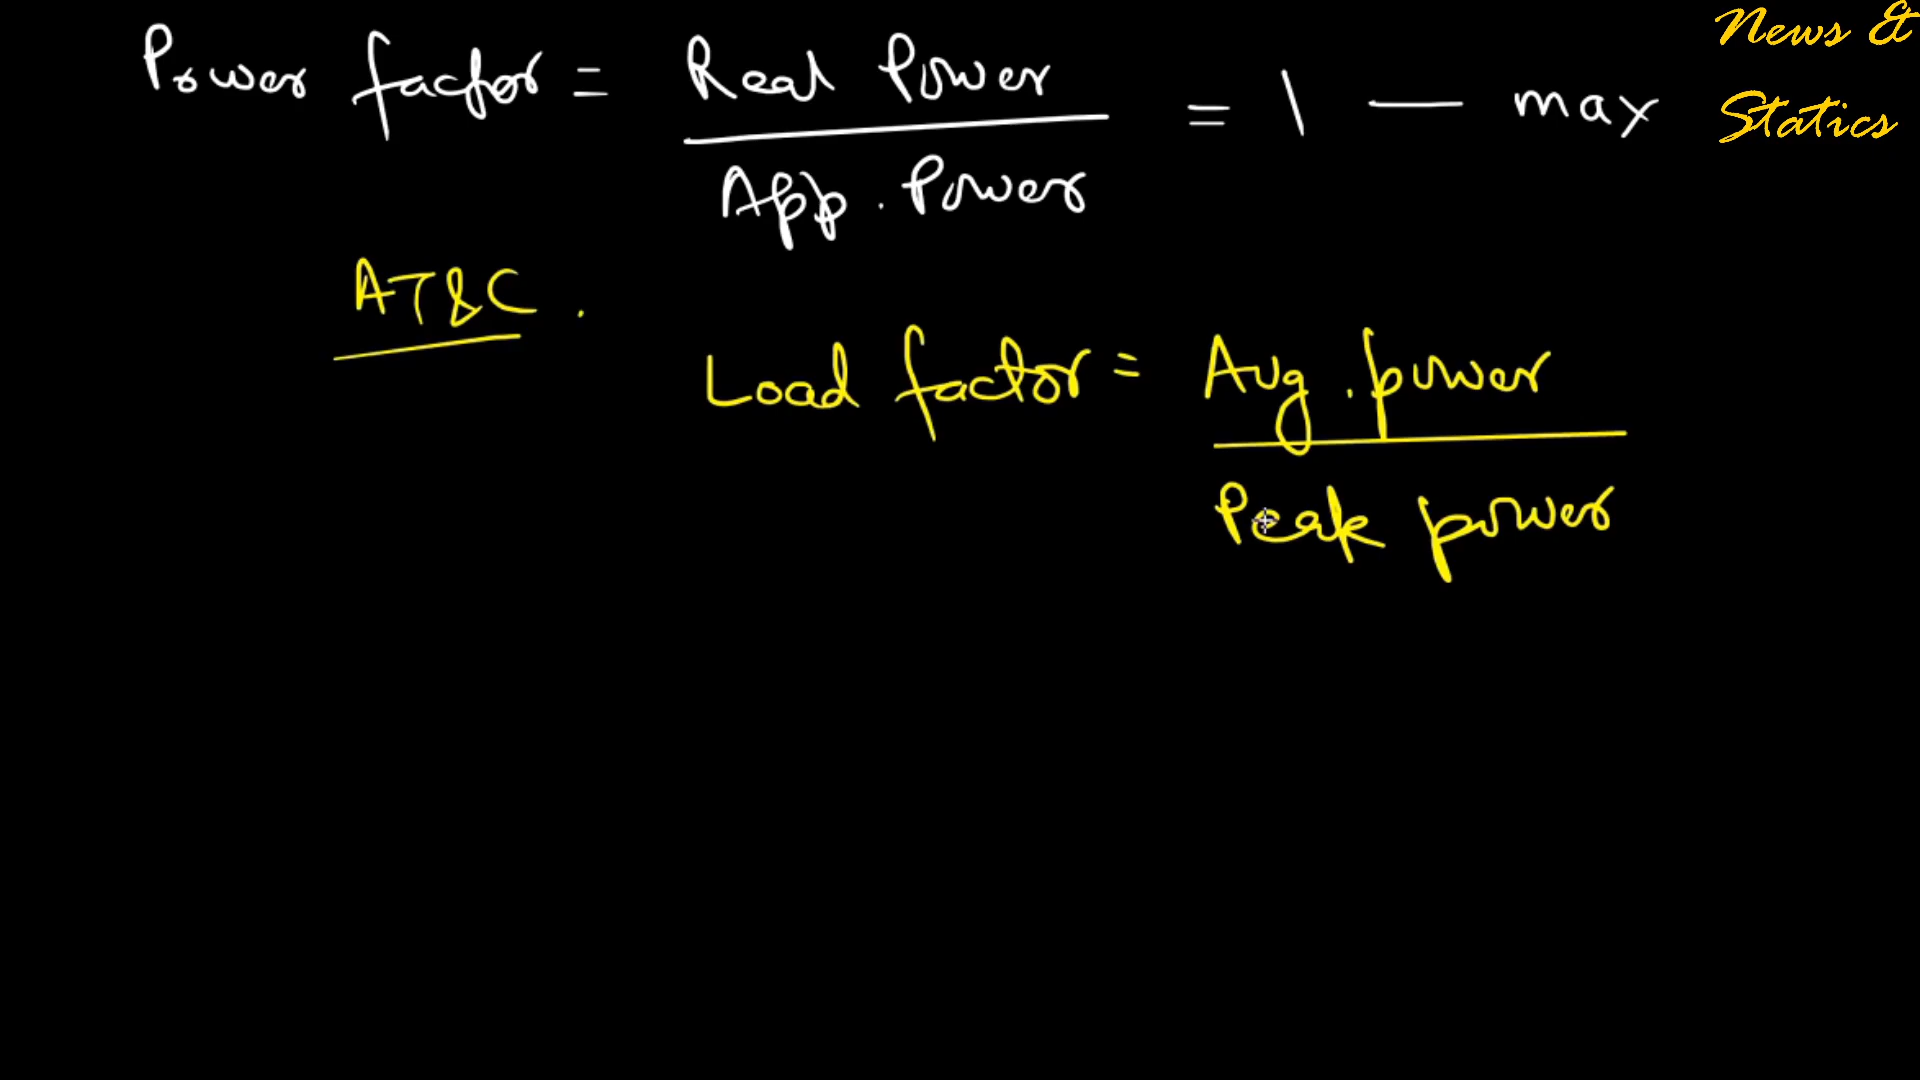 Power factor = Real Power / App. Power = 1 — max
News &
Statics
AT&C.
Load factor = Avg. power / Peak power